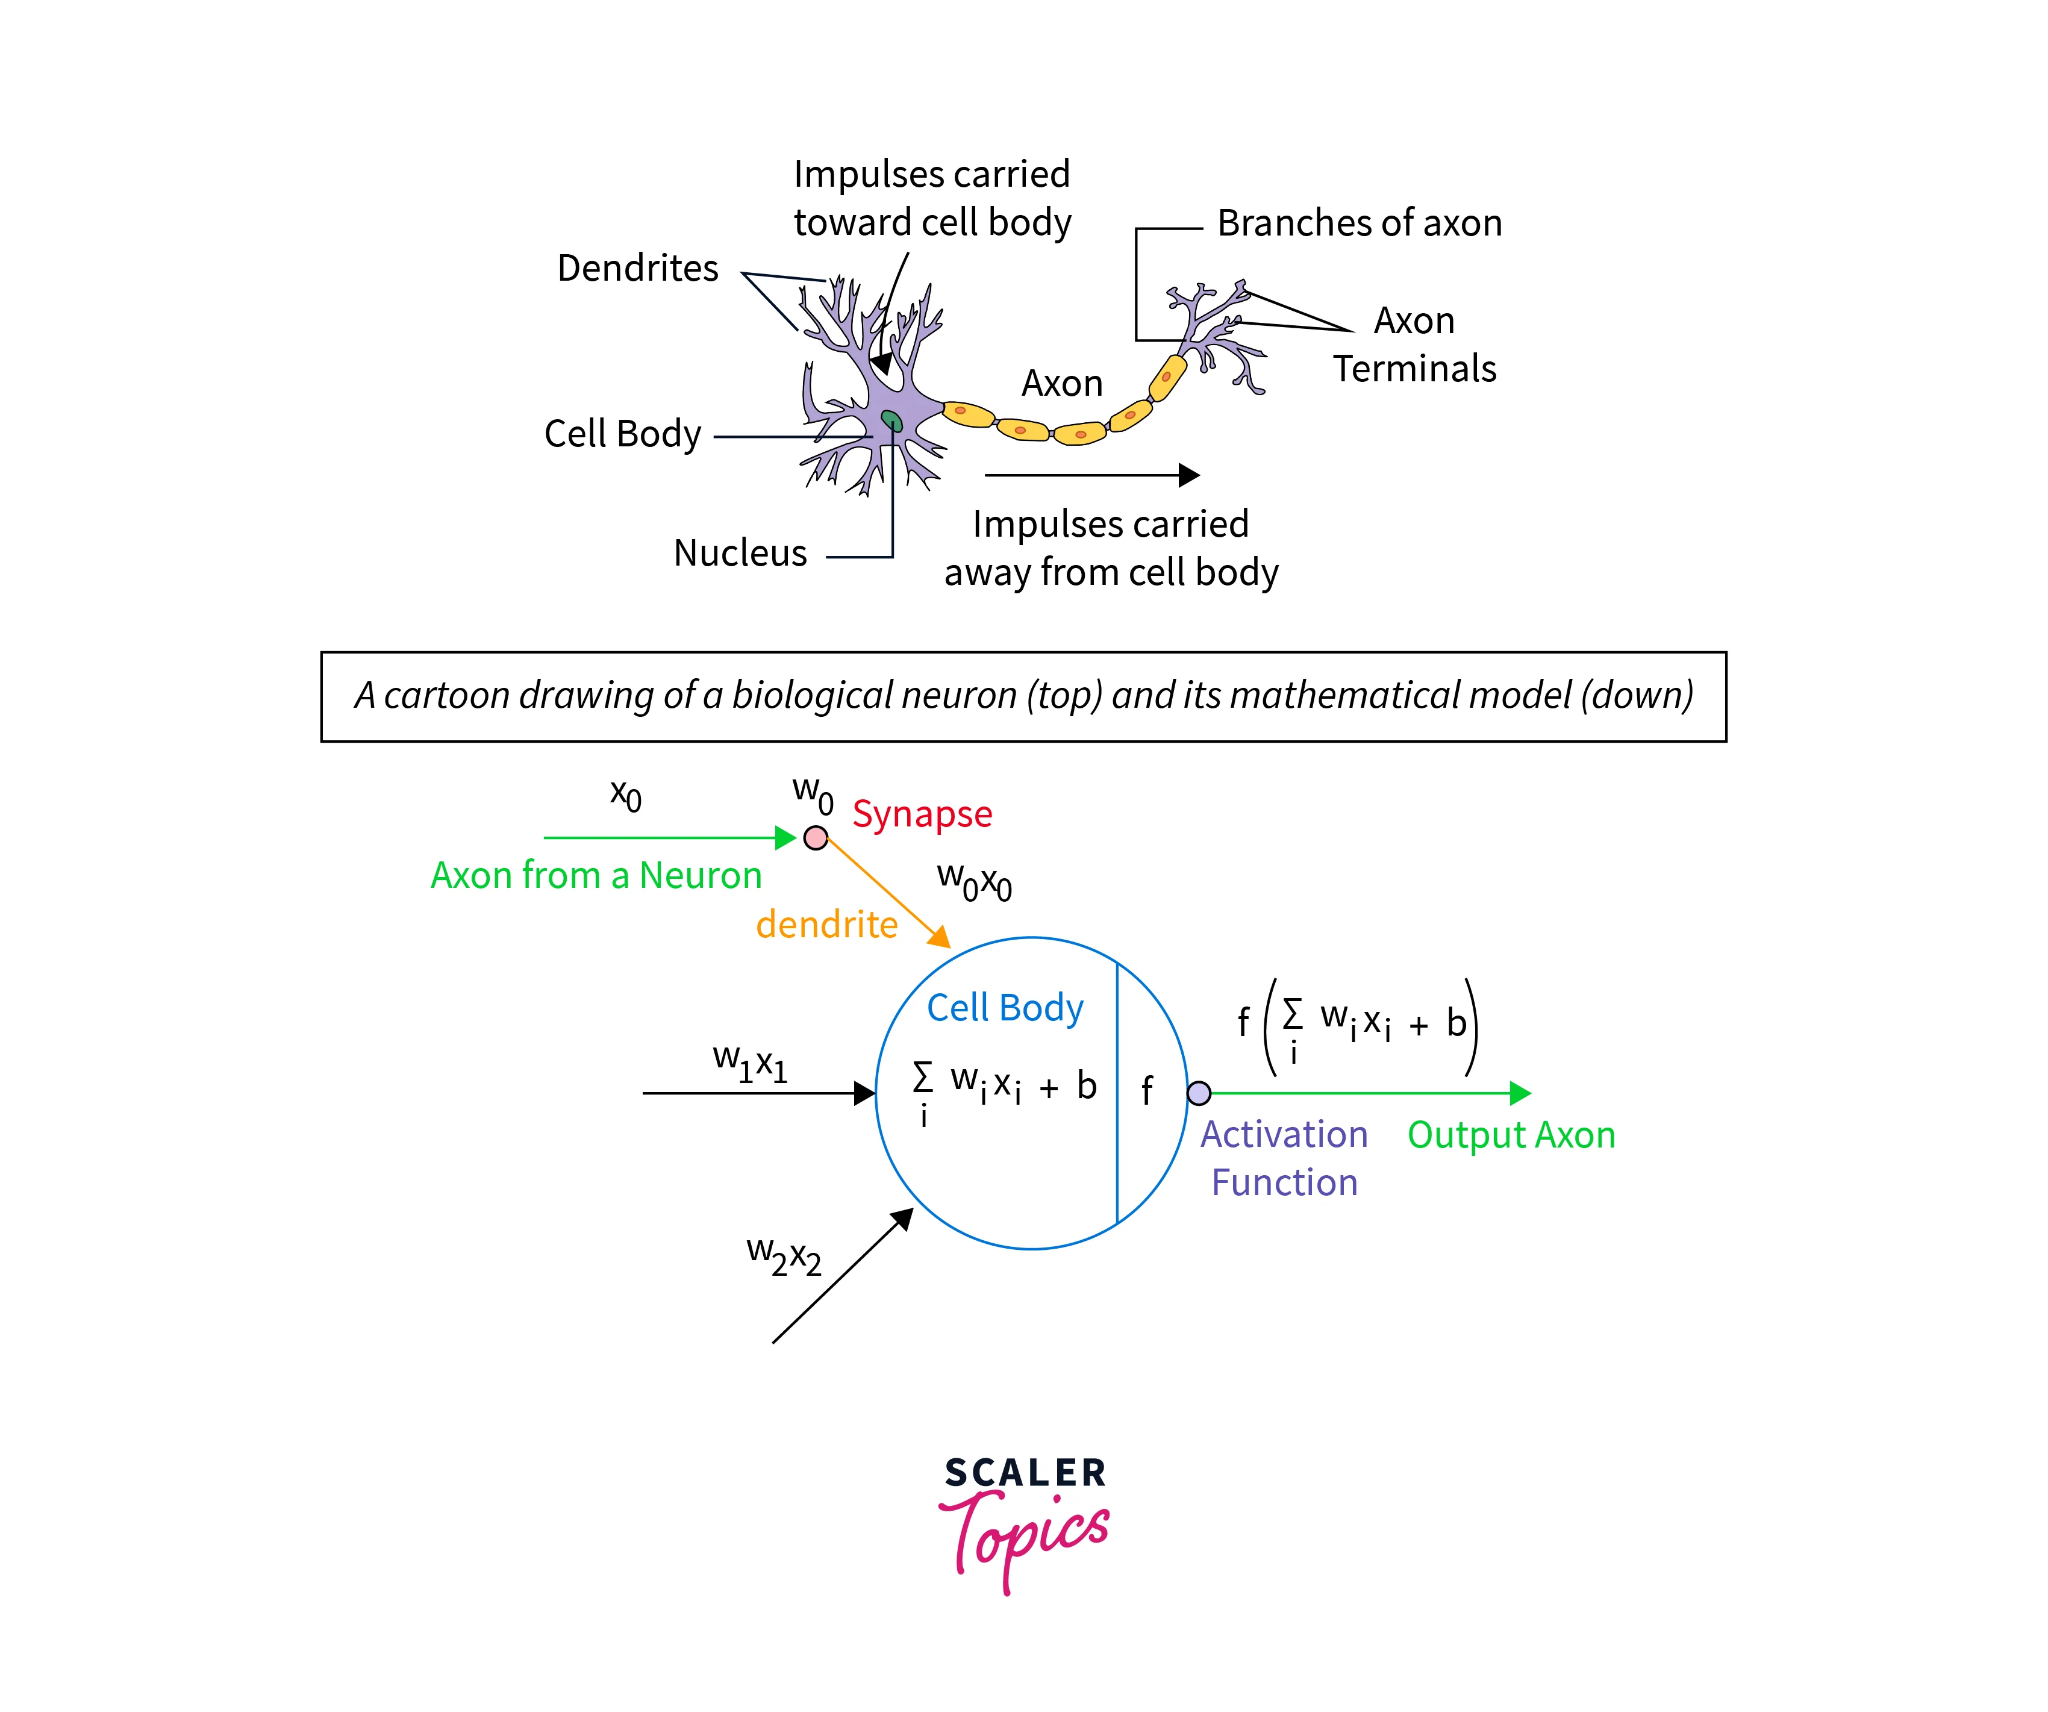 Impulses carried
toward cell body
Branches of axon
Dendrites
Axon
Terminals
Axon
Cell Body
Impulses carried
away from cell body
Nucleus
A cartoon drawing of a biological neuron (top) and its mathematical model (down)
x₀
w₀
Synapse
Axon from a Neuron
w₀x₀
dendrite
Cell Body
f(∑ wᵢxᵢ + b)
i
w₁x₁
∑ wᵢxᵢ + b
i
f
Activation
Function
Output Axon
w₂x₂
SCALER
Topics